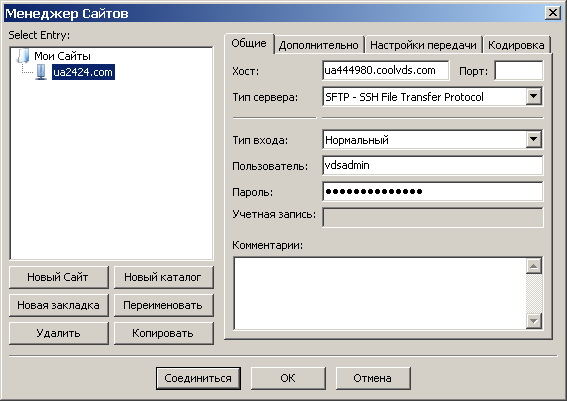 Менеджер Сайтов
Select Entry:
Мои Сайты
ua2424.com
Новый Сайт
Новый каталог
Новая закладка
Переименовать
Удалить
Копировать
Общие
Дополнительно
Настройки передачи
Кодировка
Хост:
ua444980.coolvds.com
Порт:
Тип сервера:
SFTP - SSH File Transfer Protocol
Тип входа:
Нормальный
Пользователь:
vdsadmin
Пароль:
●●●●●●●●●●●●●●
Учетная запись:
Комментарии:
Соединиться
OK
Отмена